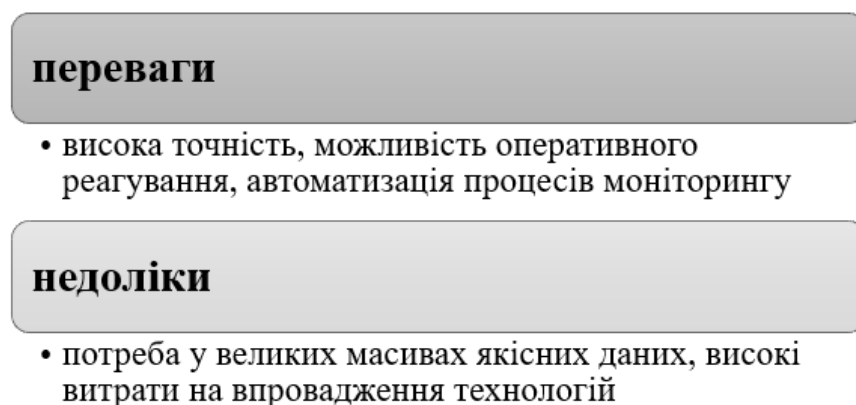 переваги
• висока точність, можливість оперативного
реагування, автоматизація процесів моніторингу
недоліки
• потреба у великих масивах якісних даних, високі
витрати на впровадження технологій